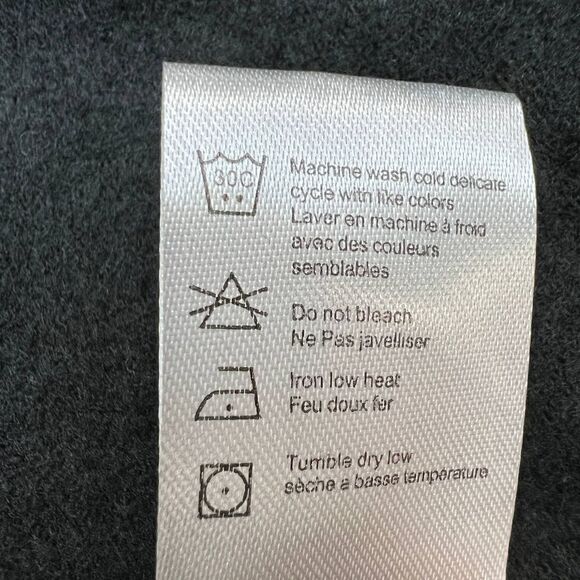 30C
Machine wash cold delicate
cycle with like colors
Laver en machine à froid
avec des couleurs
semblables
Do not bleach
Ne Pas javelliser
Iron low heat
Feu doux fer
Tumble dry low
sèche a basse température